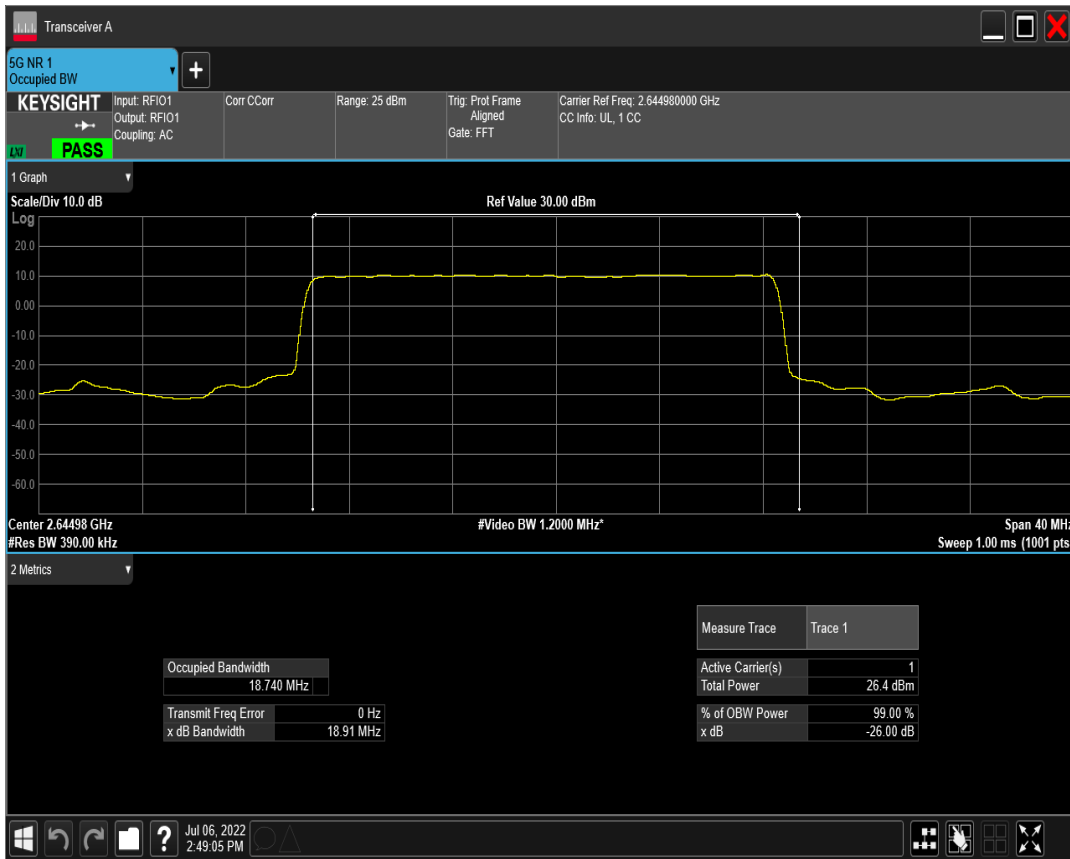 Transceiver A
5G NR 1
Occupied BW
+
KEYSIGHT
LXI
PASS
Input: RFIO1
Output: RFIO1
Coupling: AC
Corr CCorr
Range: 25 dBm
Trig: Prot Frame
Aligned
Gate: FFT
Carrier Ref Freq: 2.644980000 GHz
CC Info: UL, 1 CC
1 Graph
Scale/Div 10.0 dB
Ref Value 30.00 dBm
Log
20.0
10.0
0.00
-10.0
-20.0
-30.0
-40.0
-50.0
-60.0
Center 2.64498 GHz
#Video BW 1.2000 MHz*
Span 40 MHz
#Res BW 390.00 kHz
Sweep 1.00 ms (1001 pts
2 Metrics
Measure Trace Trace 1
Occupied Bandwidth
18.740 MHz
Active Carrier(s) 1
Total Power 26.4 dBm
Transmit Freq Error 0 Hz
x dB Bandwidth 18.91 MHz
% of OBW Power 99.00 %
x dB -26.00 dB
?
Jul 06, 2022
2:49:05 PM